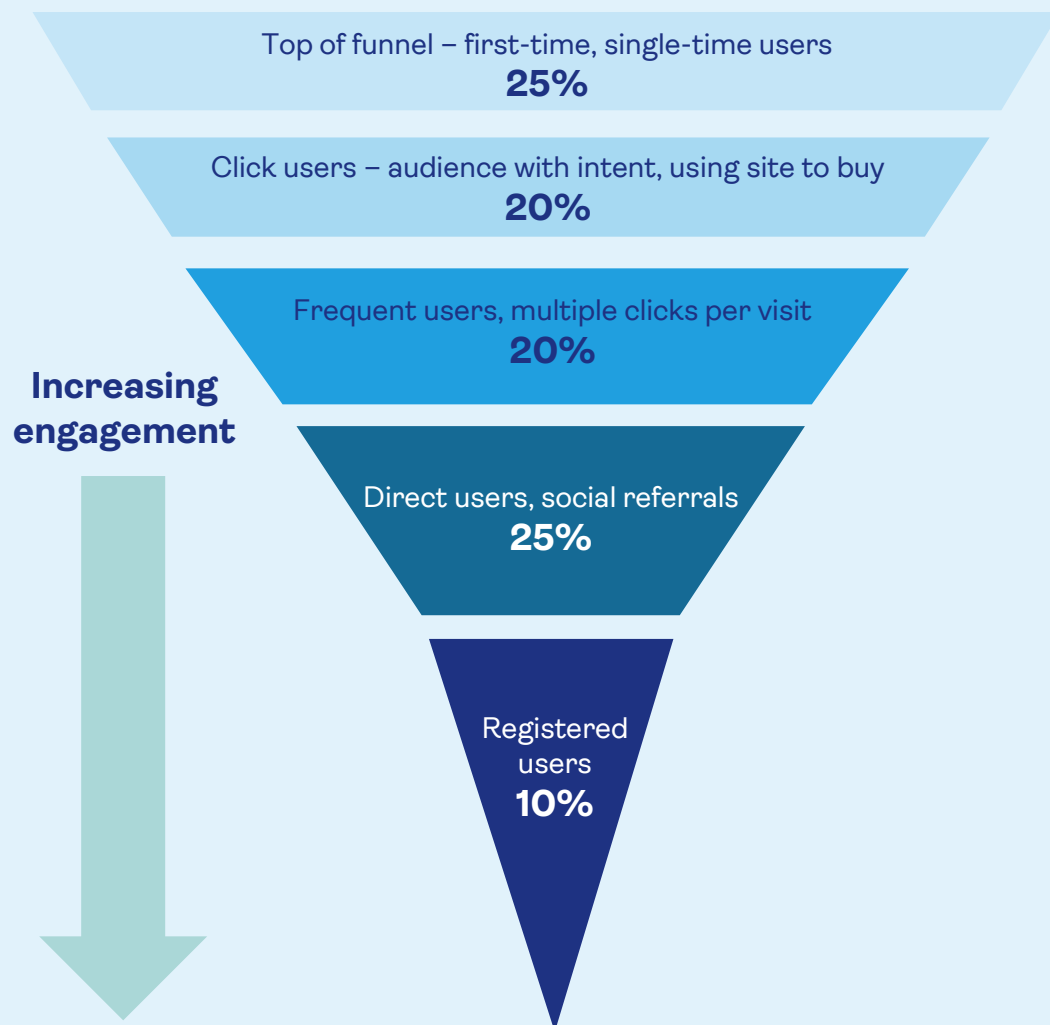 Top of funnel – first-time, single-time users
25%
Click users – audience with intent, using site to buy
20%
Frequent users, multiple clicks per visit
20%
Increasing
engagement
Direct users, social referrals
25%
Registered
users
10%